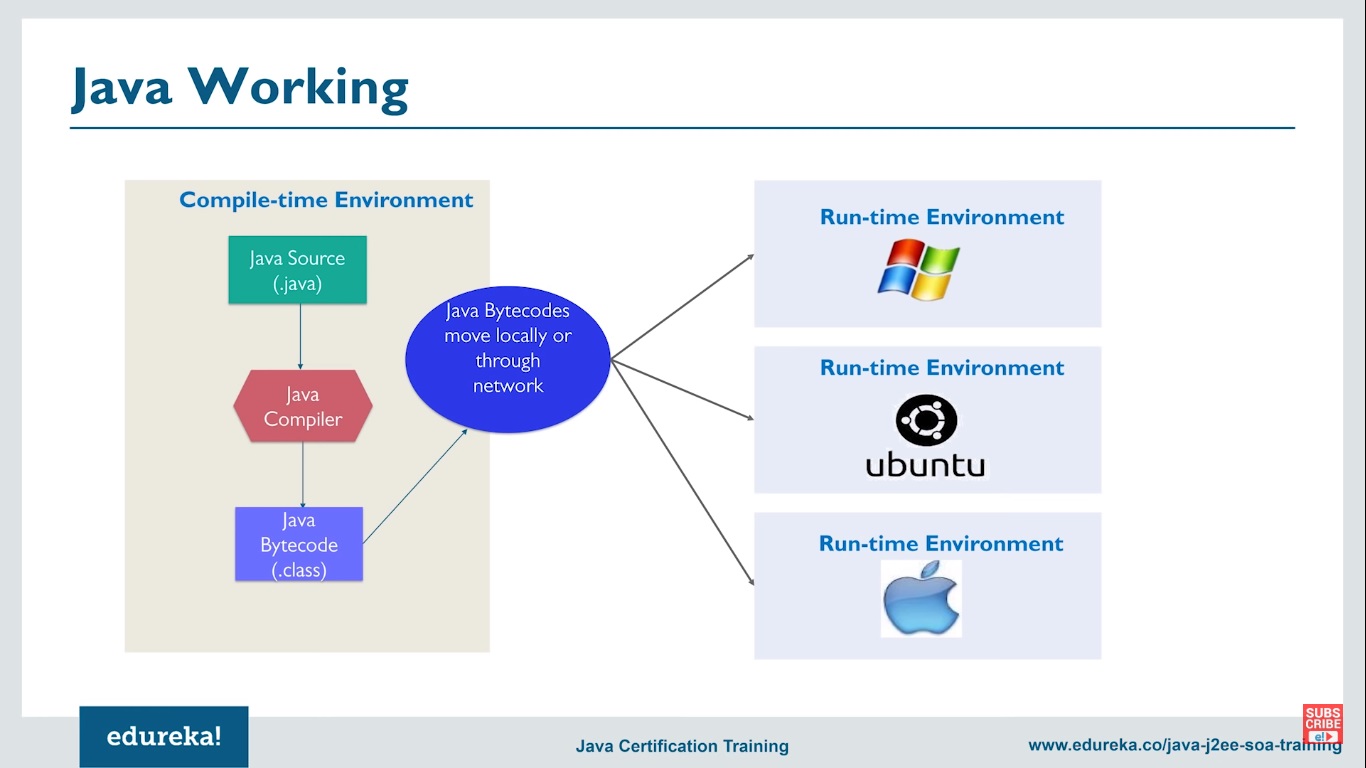 Java Working
Compile-time Environment
Java Source
(.java)
Java
Compiler
Java
Bytecode
(.class)
Java Bytecodes
move locally or
through
network
Run-time Environment
Run-time Environment
ubuntu
Run-time Environment
edureka!
Java Certification Training
www.edureka.co/java-j2ee-soa-training
SUBS
CRIBE
e!